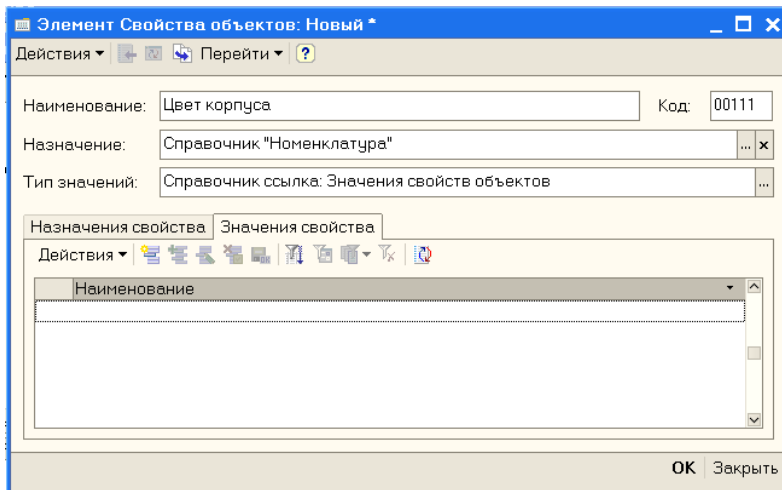 Элемент Свойства объектов: Новый *
Действия Перейти ?
Наименование: Цвет корпуса Код: 00111
Назначение: Справочник "Номенклатура" ... x
Тип значений: Справочник ссылка: Значения свойств объектов ...
Назначения свойства Значения свойства
Действия
Наименование
OK Закрыть